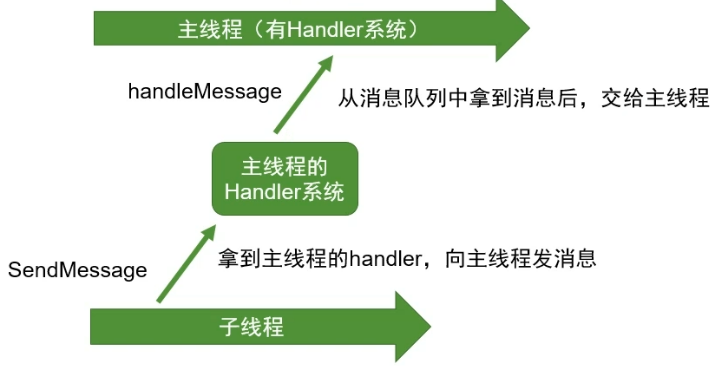 主线程（有Handler系统）
handleMessage
从消息队列中拿到消息后，交给主线程
主线程的
Handler系统
SendMessage
拿到主线程的handler，向主线程发消息
子线程